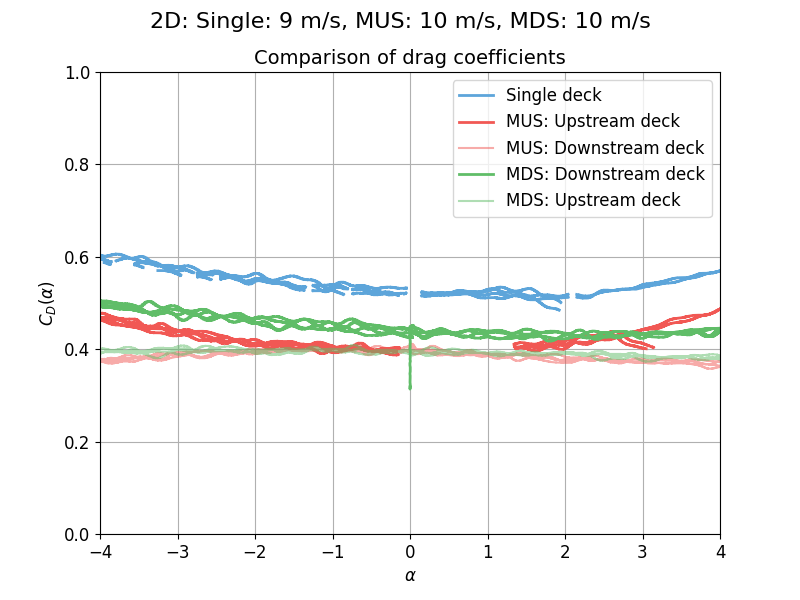 2D: Single: 9 m/s, MUS: 10 m/s, MDS: 10 m/s
Comparison of drag coefficients
Single deck
MUS: Upstream deck
MUS: Downstream deck
MDS: Downstream deck
MDS: Upstream deck
1.0
0.8
0.6
0.4
0.2
0.0
C_D(α)
−4 −3 −2 −1 0 1 2 3 4
α